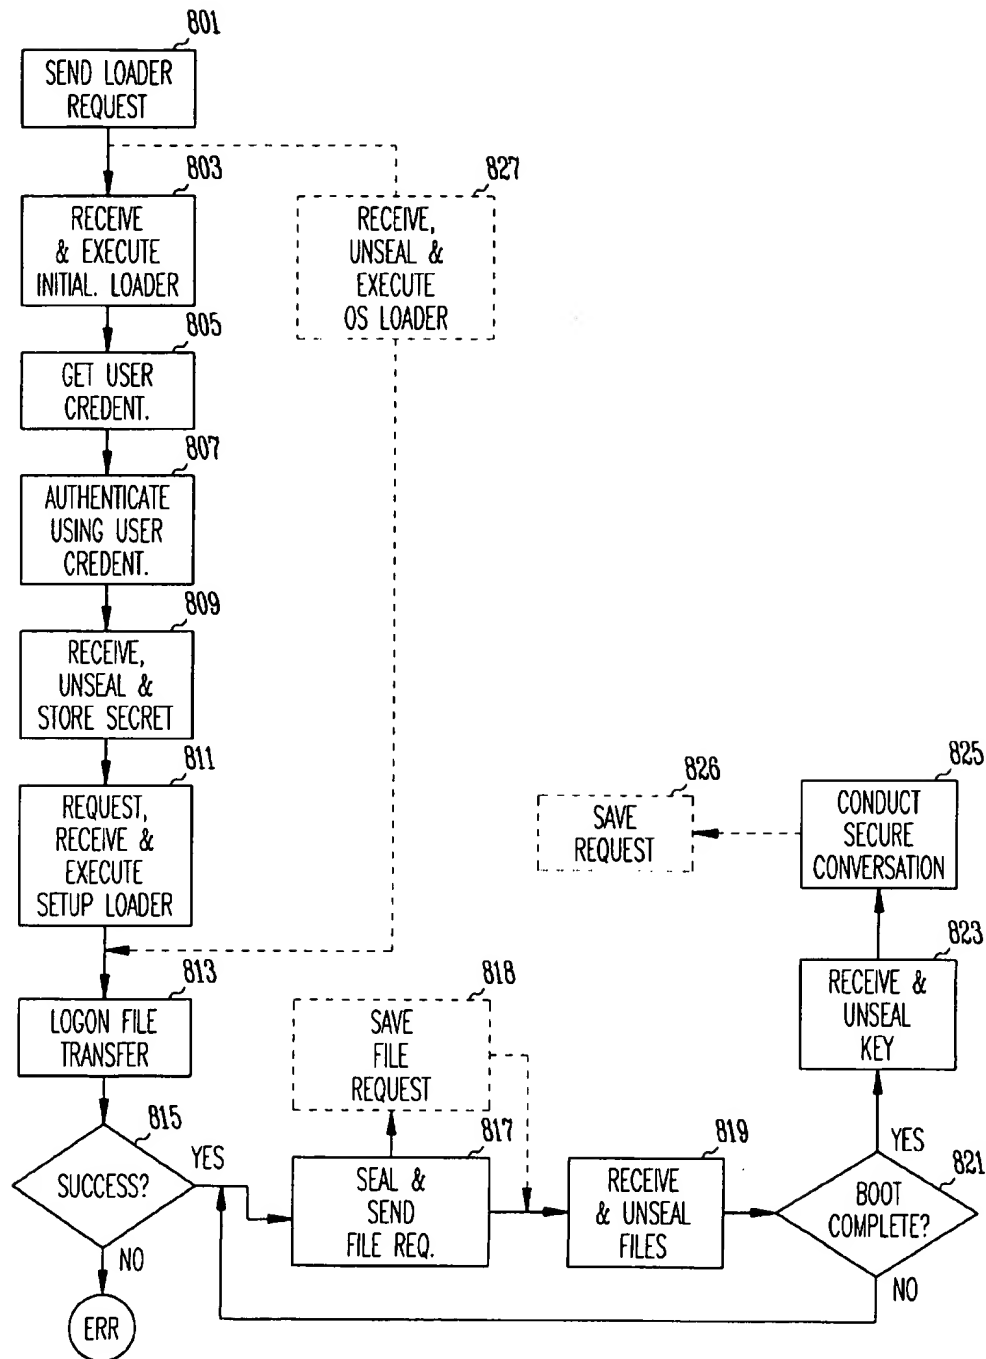 801
SEND LOADER
REQUEST
803
RECEIVE
& EXECUTE
INITIAL. LOADER
827
RECEIVE,
UNSEAL &
EXECUTE
OS LOADER
805
GET USER
CREDENT.
807
AUTHENTICATE
USING USER
CREDENT.
809
RECEIVE,
UNSEAL &
STORE SECRET
811
REQUEST,
RECEIVE &
EXECUTE
SETUP LOADER
813
LOGON FILE
TRANSFER
815
SUCCESS?
YES
NO
ERR
818
SAVE
FILE
REQUEST
817
SEAL &
SEND
FILE REQ.
819
RECEIVE
& UNSEAL
FILES
821
BOOT
COMPLETE?
YES
NO
823
RECEIVE &
UNSEAL
KEY
825
CONDUCT
SECURE
CONVERSATION
826
SAVE
REQUEST